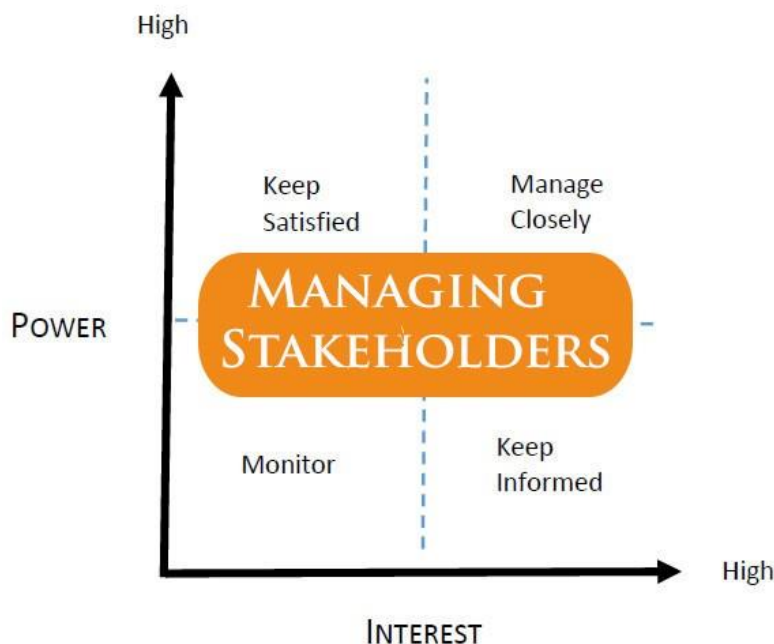 High
Keep
Satisfied
Manage
Closely
MANAGING
STAKEHOLDERS
POWER
Monitor
Keep
Informed
High
INTEREST